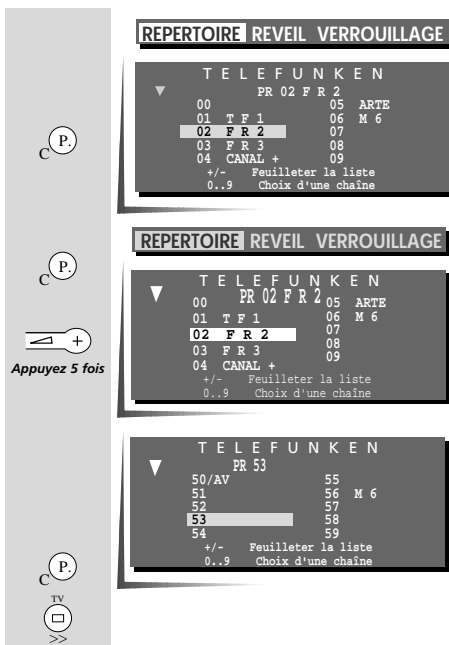 REPERTOIRE REVEIL VERROUILLAGE
TELEFUNKEN
PR 02 F R 2
00 05 ARTE
01 T F 1 06 M 6
02 F R 2 07
03 F R 3 08
04 CANAL + 09
+/- Feuilleter la liste
0..9 Choix d'une chaîne
C P.
REPERTOIRE REVEIL VERROUILLAGE
C P.
TELEFUNKEN
PR 02 F R 2
00 05 ARTE
01 T F 1 06 M 6
02 F R 2 07
03 F R 3 08
04 CANAL + 09
+/- Feuilleter la liste
0..9 Choix d'une chaîne
+
Appuyez 5 fois
TELEFUNKEN
PR 53
50/AV 55
51 56 M 6
52 57
53 58
54 59
+/- Feuilleter la liste
0..9 Choix d'une chaîne
C P.
TV
>>